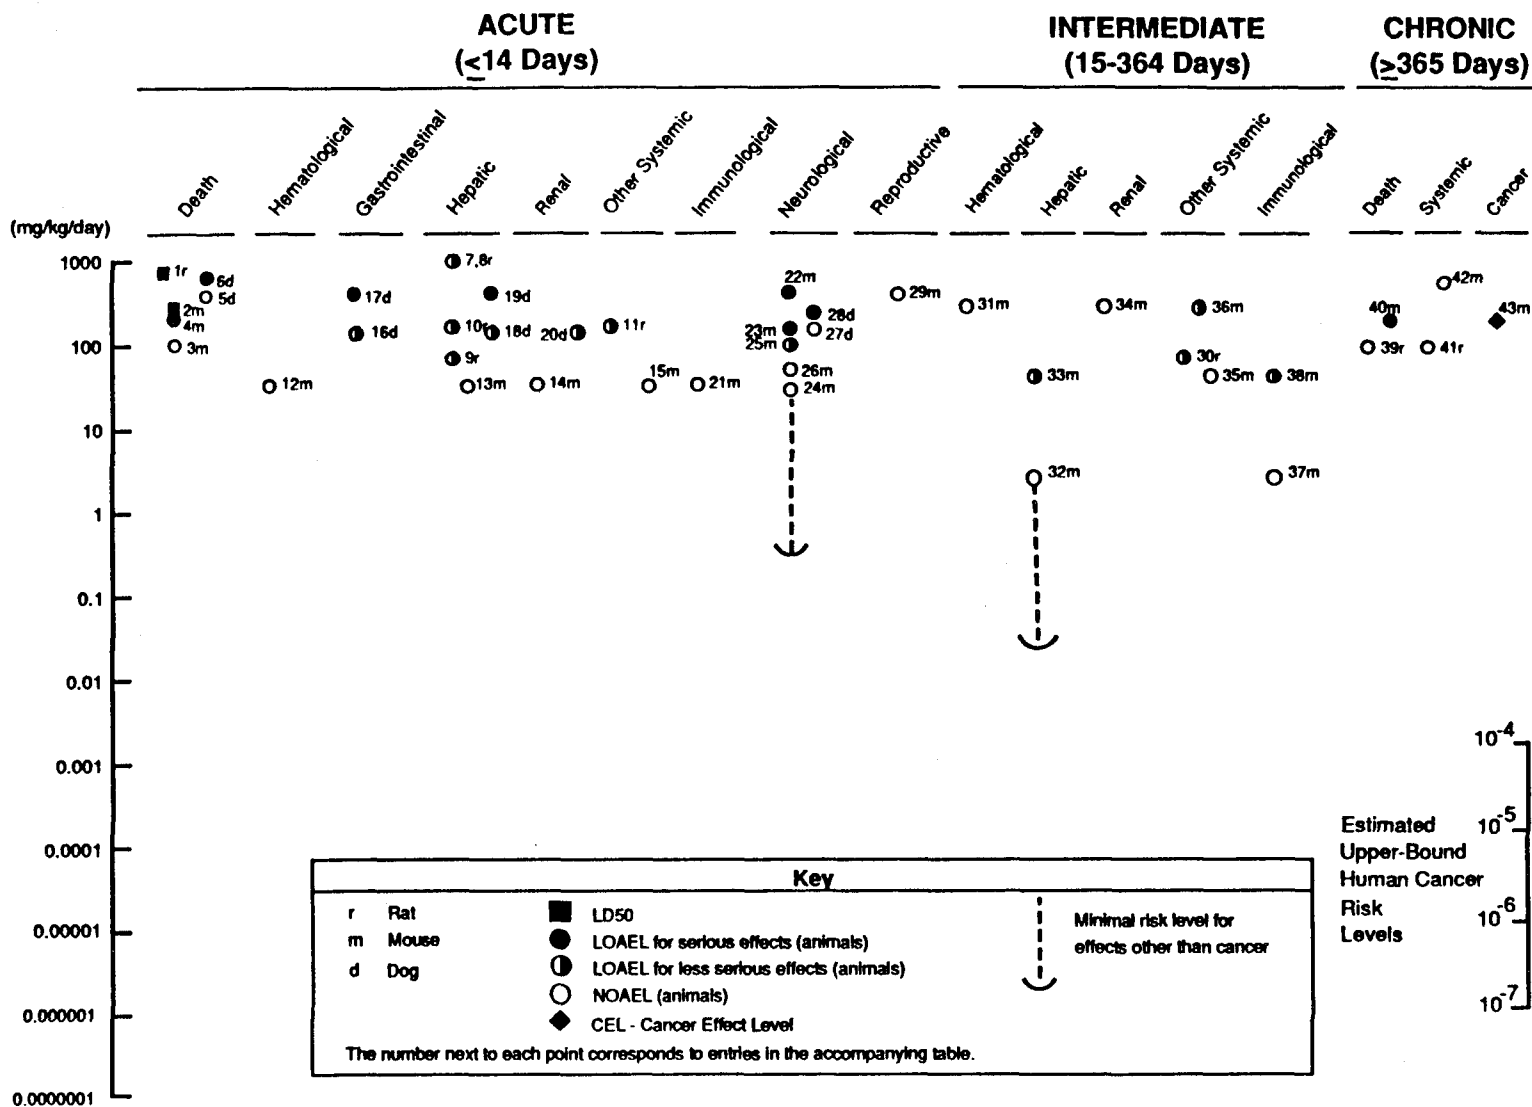 ACUTE
(≤14 Days)
INTERMEDIATE
(15-364 Days)
CHRONIC
(≥365 Days)
Death
Hematological
Gastrointestinal
Hepatic
Renal
Other Systemic
Immunological
Neurological
Reproductive
Hematological
Hepatic
Renal
Other Systemic
Immunological
Death
Systemic
Cancer
(mg/kg/day)
1000
100
10
1
0.1
0.01
0.001
0.0001
0.00001
0.000001
0.0000001
1r
6d
5d
2m
4m
3m
12m
17d
16d
7,8r
19d
10r
18d
9r
13m
20d
14m
11r
15m
21m
22m
28d
23m
27d
25m
26m
24m
29m
31m
33m
32m
34m
36m
30r
35m
38m
37m
40m
39r
42m
41r
43m
10-4
10-5
10-6
10-7
Estimated
Upper-Bound
Human Cancer
Risk
Levels
Key
r Rat
m Mouse
d Dog
LD50
LOAEL for serious effects (animals)
LOAEL for less serious effects (animals)
NOAEL (animals)
CEL - Cancer Effect Level
Minimal risk level for
effects other than cancer
The number next to each point corresponds to entries in the accompanying table.